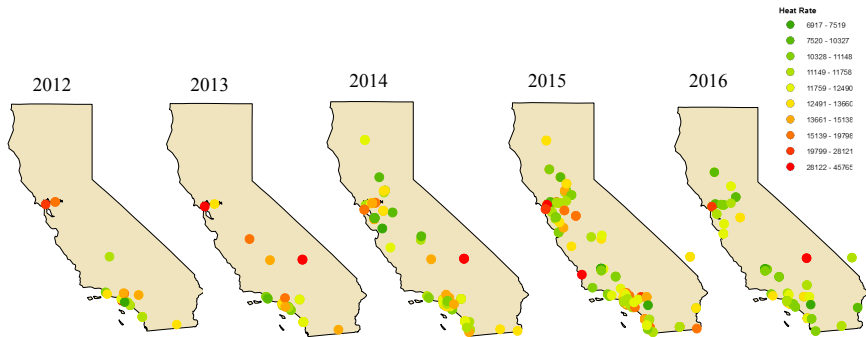 Heat Rate
6917 - 7519
7520 - 10327
10328 - 11148
11149 - 11758
11759 - 12490
12491 - 13660
13661 - 15138
15139 - 19798
19799 - 28121
28122 - 45765
2012
2013
2014
2015
2016